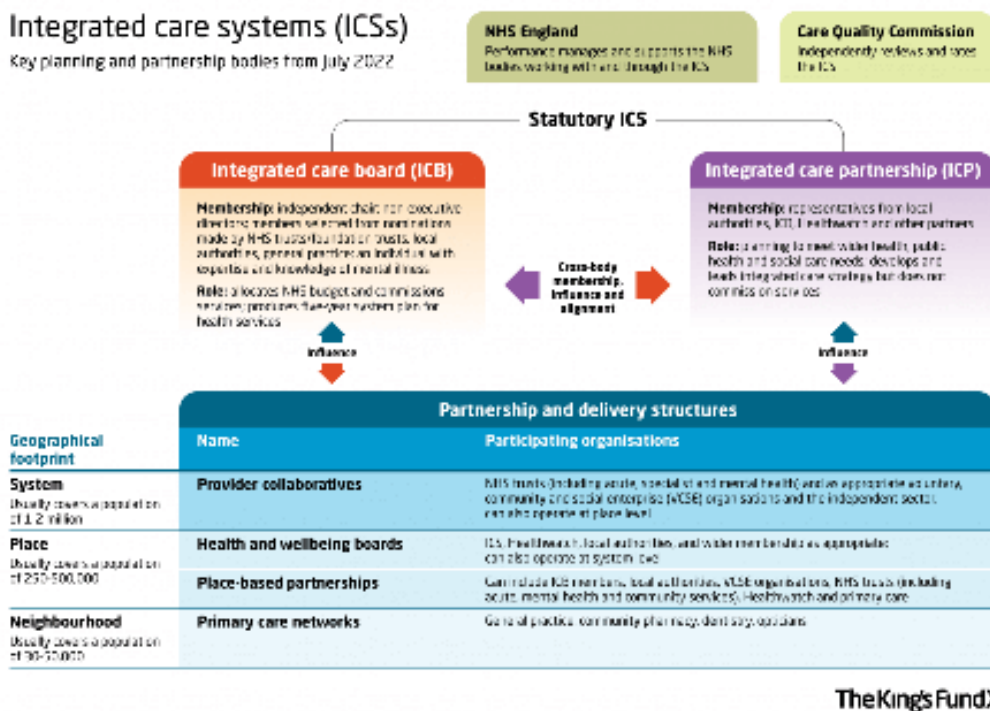 Integrated care systems (ICSs)
Key planning and partnership bodies from July 2022
NHS England
Performance manages and supports the NHS
bodies working with and through the ICS
Care Quality Commission
Independently reviews and rates
the ICS
Statutory ICS
Integrated care board (ICB)
Membership: independent chair; non-executive
directors; members selected from nominations
made by NHS trusts/foundation trusts, local
authorities, general practice; an individual with
expertise and knowledge of mental illness
Role: allocates NHS budget and commissions
services; produces five-year system plan for
health services
Cross-body
membership,
influence and
alignment
Integrated care partnership (ICP)
Membership: representatives from local
authorities, ICB, Healthwatch and other partners
Role: planning to meet wider health, public
health and social care needs; develops and
leads integrated care strategy but does not
commission services
Influence
Influence
Partnership and delivery structures
Geographical
footprint
Name
Participating organisations
System
Usually covers a population
of 1-2 million
Provider collaboratives
NHS trusts (including acute, specialist and mental health) and as appropriate voluntary,
community and social enterprise (VCSE) organisations and the independent sector;
can also operate at place level
Place
Usually covers a population
of 250-500,000
Health and wellbeing boards
ICS, Healthwatch, local authorities, and wider membership as appropriate;
can also operate at system level
Place-based partnerships
Can include ICB members, local authorities, VCSE organisations, NHS trusts (including
acute, mental health and community services), Healthwatch and primary care
Neighbourhood
Usually covers a population
of 30-50,000
Primary care networks
General practice, community pharmacy, dentistry, opticians
TheKing'sFund